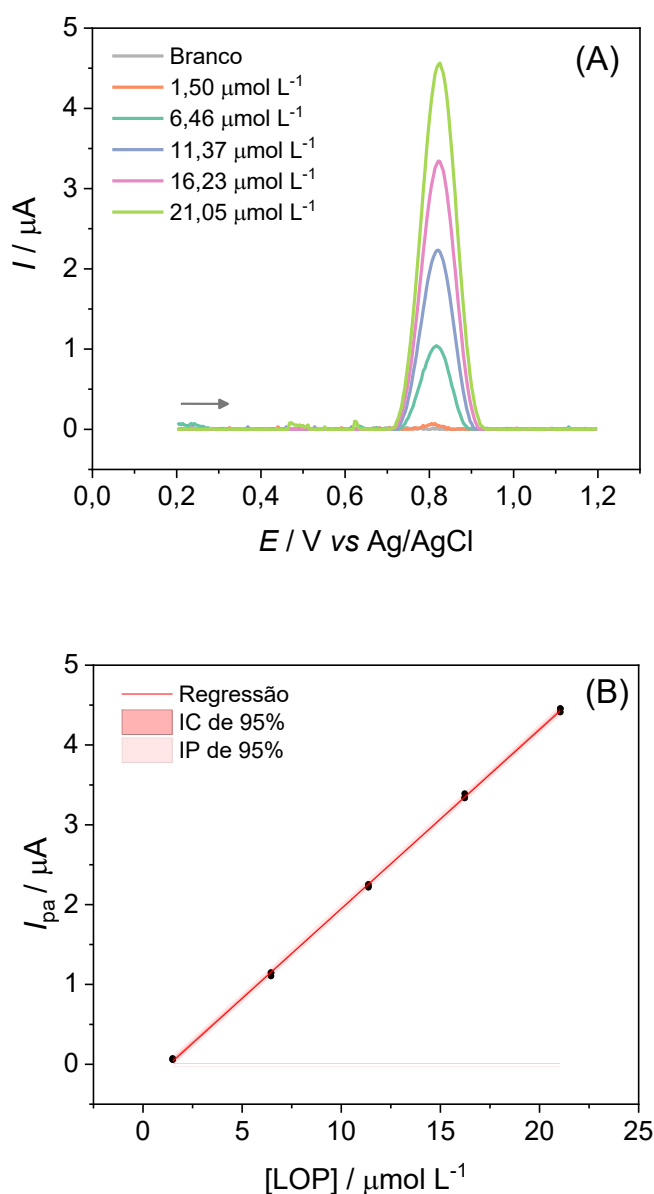 (A)
Branco
1,50 μmol L⁻¹
6,46 μmol L⁻¹
11,37 μmol L⁻¹
16,23 μmol L⁻¹
21,05 μmol L⁻¹
5
4
3
2
1
0
I / μA
0,0 0,2 0,4 0,6 0,8 1,0 1,2
E / V vs Ag/AgCl
(B)
Regressão
IC de 95%
IP de 95%
5
4
3
2
1
0
Ipa / μA
0 5 10 15 20 25
[LOP] / μmol L⁻¹